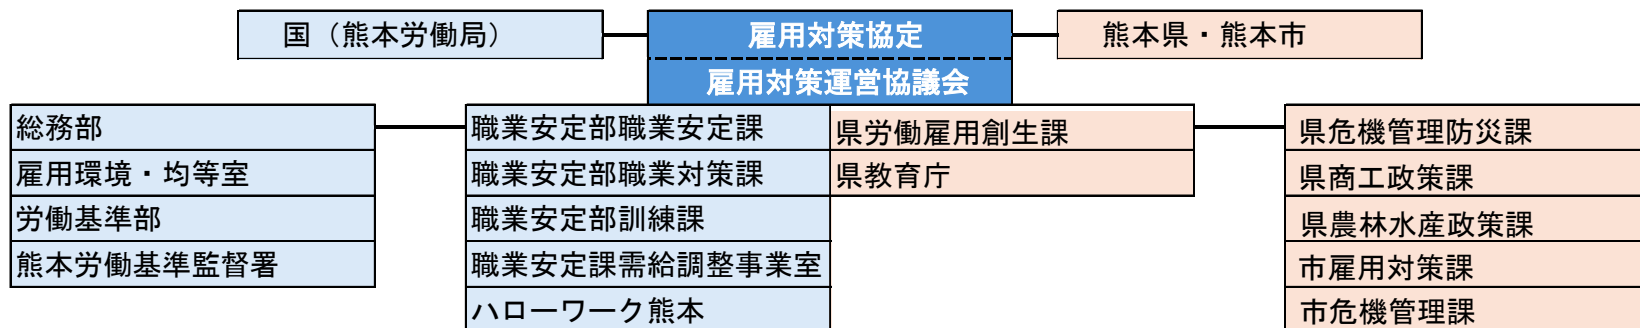 国（熊本労働局）
雇用対策協定
熊本県・熊本市
雇用対策運営協議会
総務部
雇用環境・均等室
労働基準部
熊本労働基準監督署
職業安定部職業安定課
職業安定部職業対策課
職業安定部訓練課
職業安定課需給調整事業室
ハローワーク熊本
県労働雇用創生課
県教育庁
県危機管理防災課
県商工政策課
県農林水産政策課
市雇用対策課
市危機管理課